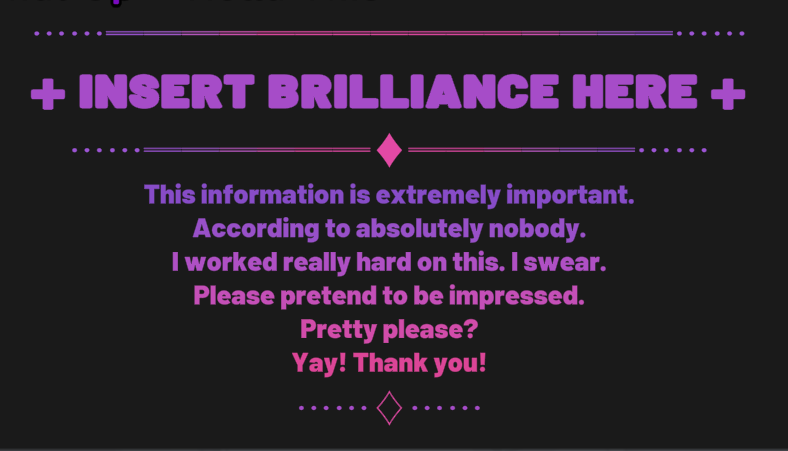 + INSERT BRILLIANCE HERE +
This information is extremely important.
According to absolutely nobody.
I worked really hard on this. I swear.
Please pretend to be impressed.
Pretty please?
Yay! Thank you!